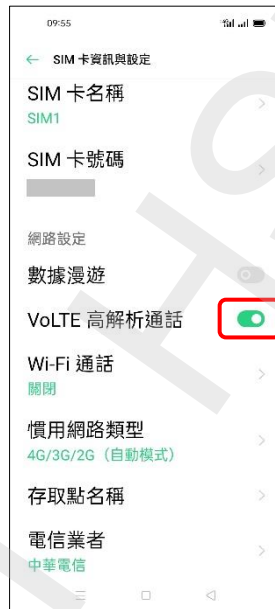 09:55
SIM 卡資訊與設定
SIM 卡名稱
SIM1
SIM 卡號碼
網路設定
數據漫遊
VoLTE 高解析通話
Wi-Fi 通話
關閉
慣用網路類型
4G/3G/2G（自動模式）
存取點名稱
電信業者
中華電信